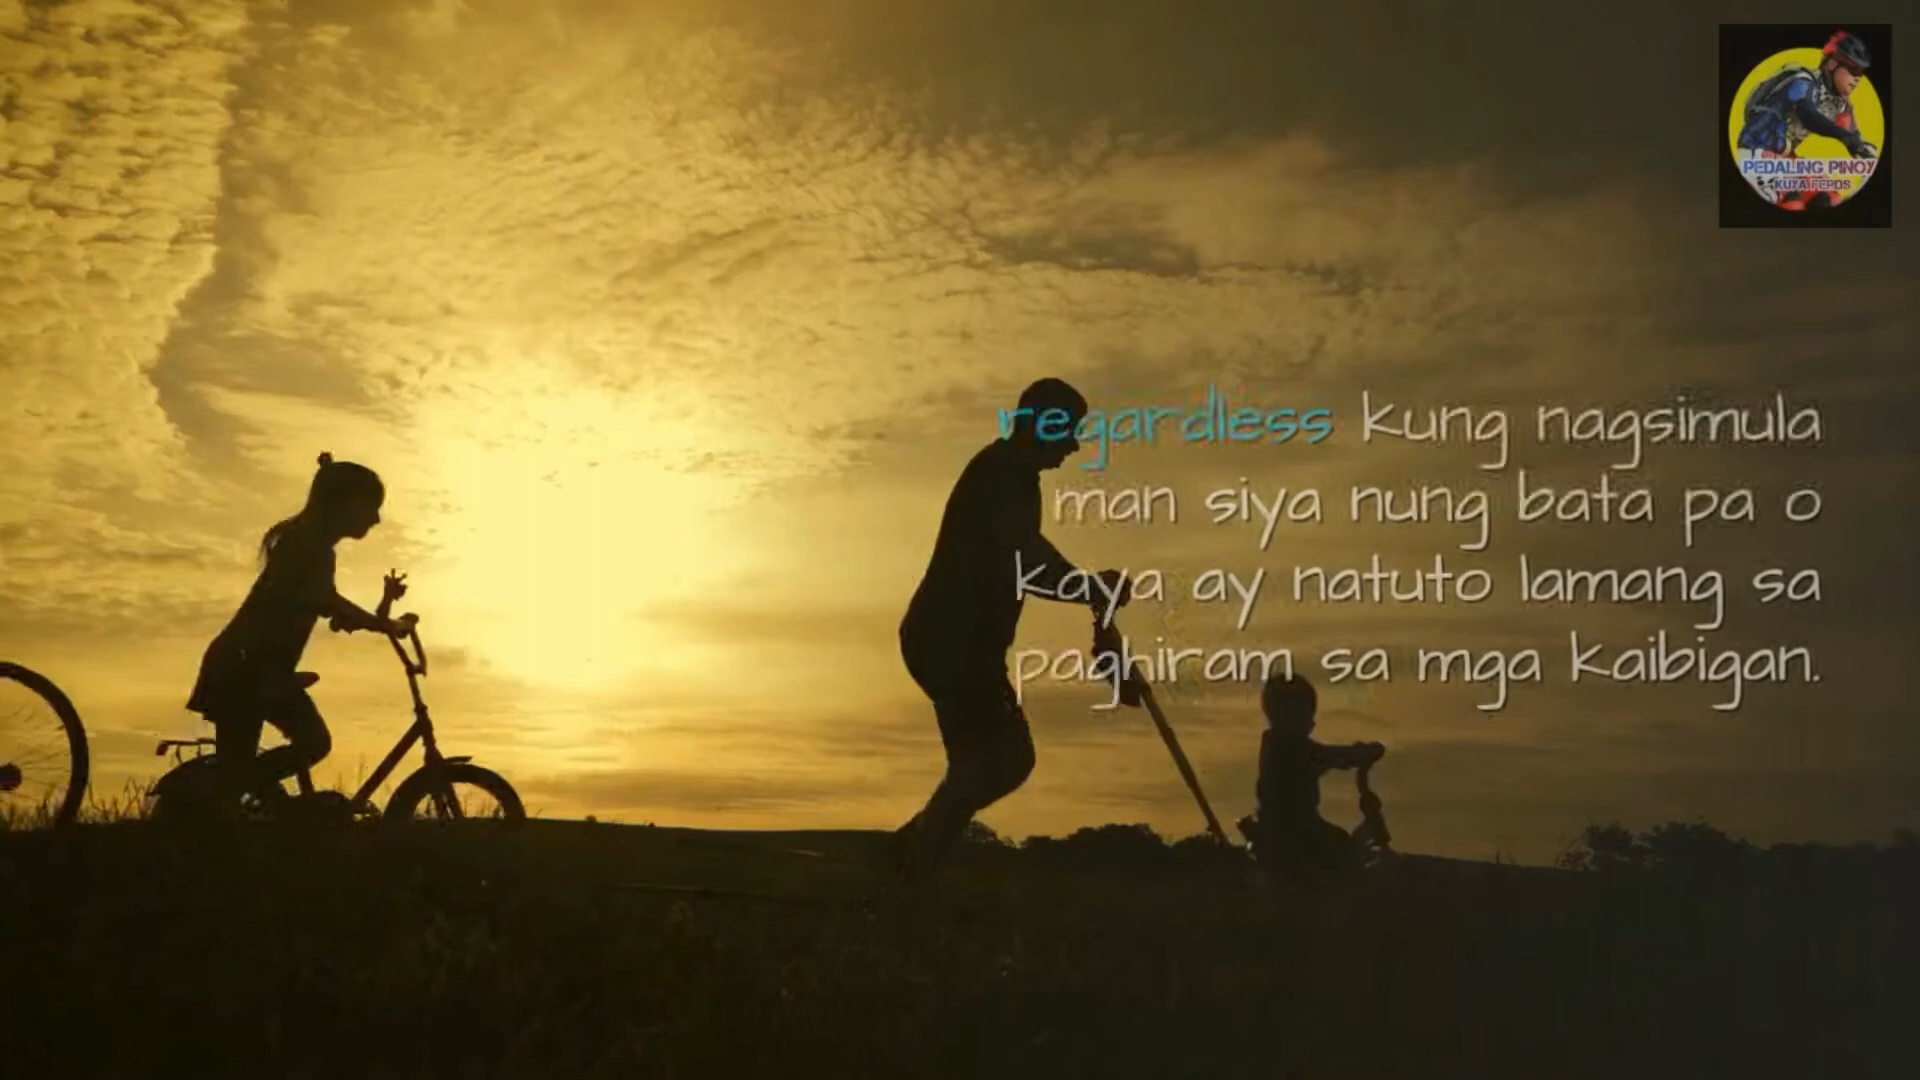 PEDALING PINOY
KUYA FERDS
regardless kung nagsimula
man siya nung bata pa o
kaya ay natuto lamang sa
paghiram sa mga kaibigan.